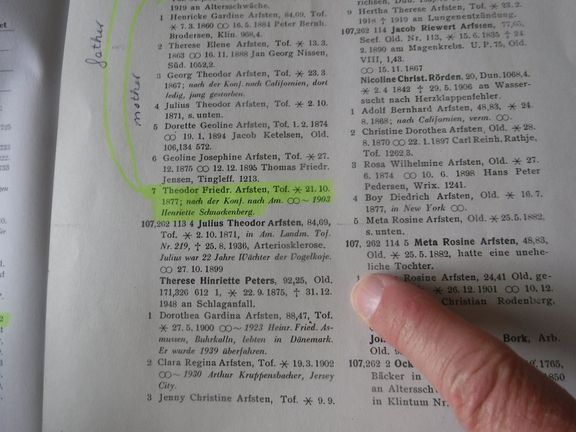 father
mother
1919 an Altersschwäche.
1 Henricke Gardine Arfsten, 84,69, Tof.
* 7. 3. 1860 ∞ 16. 5. 1881 Peter Bernh.
Brodersen, Klin. 968,4.
2 Therese Elene Arfsten, Tof. * 13. 3.
1863 ∞ 16. 11. 1888 Jan Georg Nissen,
Süd. 1052,2.
3 Georg Theodor Arfsten, Tof. * 23. 3
1867; nach der Konf. nach Californien, dort
ledig, jung gestorben.
4 Julius Theodor Arfsten, Tof. * 2. 10.
1871, s. unten.
5 Dorette Geoline Arfsten, Tof. 1. 2. 1874
∞ 19. 1. 1894 Jacob Ketelsen, Old.
106,134 572.
6 Geoline Josephine Arfsten, Tof. * 27.
12. 1875 ∞ 12. 12. 1895 Thomas Friedr.
Jensen, Tingleff. 1213.
7 Theodor Friedr. Arfsten, Tof. * 21. 10.
1877; nach der Konf. nach Am. ∞ ~ 1903
Henriette Schnackenberg.
107,262 113 4 Julius Theodor Arfsten, 84,69,
Tof. * 2. 10. 1871, in Am. Landm. Tof.
Nr. 219, † 25. 8. 1936, Arteriosklerose.
Julius war 22 Jahre Wächter der Vogelkoje.
∞ 27. 10. 1899
Therese Hinriette Peters, 92,25, Old.
171,326 612 1, * 22. 9. 1875, † 31. 12.
1948 an Schlaganfall.
1 Dorothea Gardina Arfsten, 88,47, Tof.
* 27. 5. 1900 ∞ ~ 1923 Heinr. Fried. As-
mussen, Buhrkalln, lebten in Dänemark.
Er wurde 1939 überfahren.
2 Clara Regina Arfsten, Tof. * 19. 3. 1902
∞ ~ 1930 Arthur Kruppensbacher, Jersey
City.
3 Jenny Christine Arfsten, Tof. * 9. 9.
9 Hertha Therese Arfsten, Tof. * 23. 2.
1918 † 1919 an Lungenentzündung.
107,262 114 Jacob Riewert Arfsten, 77,65,
Seef. Old. Nr. 113, * 15. 6. 1835 † 24.
2. 1890 am Magenkrebs. U. P. 75, Old.
VIII, 1,43.
∞ 15. 11. 1867
Nicoline Christ. Rörden, 20, Dun. 1068,4.
* 2. 4 1842 † 29. 5. 1906 an Wasser-
sucht nach Herzklappenfehler.
1 Adolf Bernhard Arfsten, 48,83, * 24.
8. 1868; nach Californien, verm. ∞.
2 Christine Dorothea Arfsten, Old. * 28.
8. 1870 ∞ 22. 1. 1897 Carl Reinh. Rathje,
Tof. 1262,3.
3 Rosa Wilhelmine Arfsten, Old. * 27.
6. 1874 ∞ 10. 6. 1898 Hans Peter
Pedersen, Wrix. 1241.
4 Boy Diedrich Arfsten, Old. * 16. 7.
1877, in New York ∞.
5 Meta Rosine Arfsten, Old. * 25. 5. 1882,
s. unten.
107, 262 114 5 Meta Rosine Arfsten, 48,83,
Old. * 25. 5. 1882, hatte eine unehe-
liche Tochter.
Rosine Arfsten, 24,41 Old. ge-
* 26. 12. 1901 ∞ 10. 12.
Christian Rodenberg,
Bork, Arb.
Old.
107,262 2 Ock
Bäcker in
an Alterssch
in Klintum Nr.